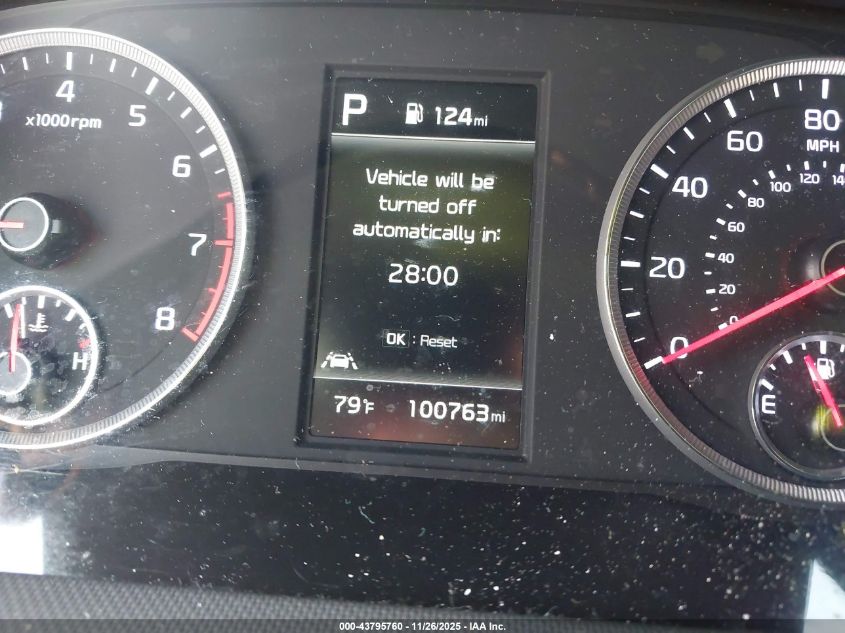 4
5
x1000rpm
6
7
8
H
P 124mi
Vehicle will be
turned off
automatically in:
28:00
OK : Reset
79°F 100763mi
80
MPH
60
40
20
0
120
100
80
60
40
20
0
E
000-43795760 - 11/26/2025 - IAA Inc.